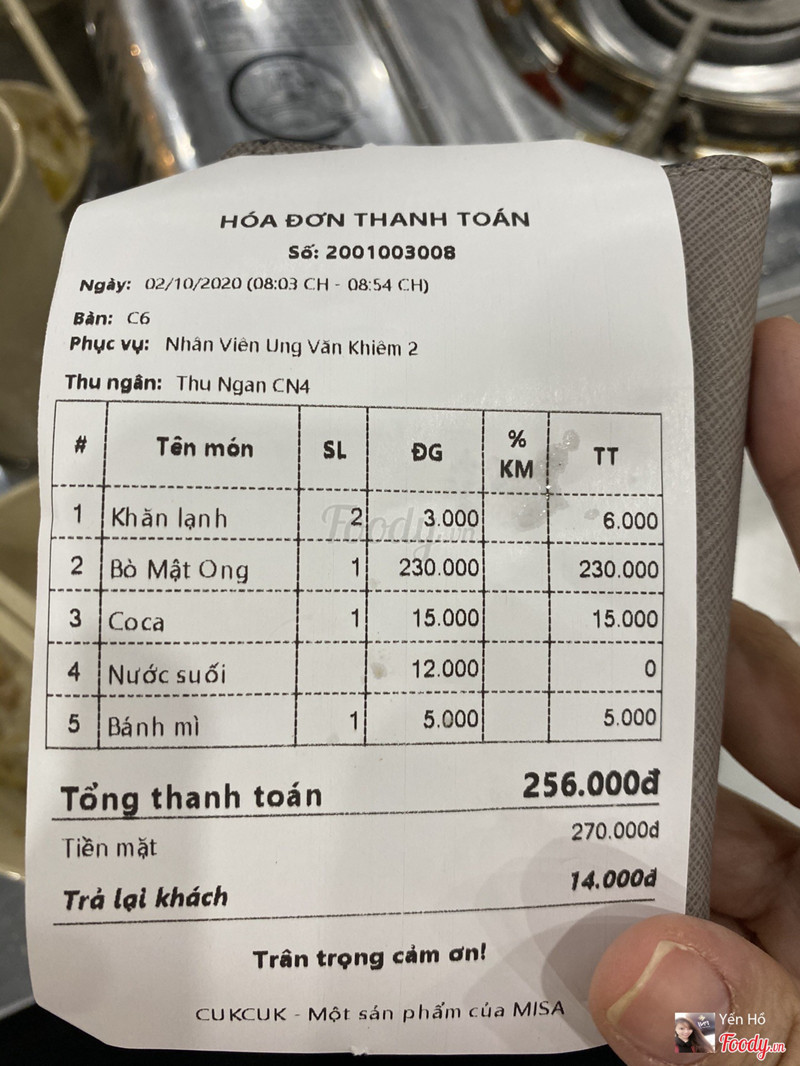 HÓA ĐƠN THANH TOÁN
Số: 2001003008
Ngày: 02/10/2020 (08:03 CH - 08:54 CH)
Bàn: C6
Phục vụ: Nhân Viên Ung Văn Khiêm 2
Thu ngân: Thu Ngan CN4
# Tên món SL ĐG % KM TT
1 Khăn lạnh 2 3.000 6.000
2 Bò Mật Ong 1 230.000 230.000
3 Coca 1 15.000 15.000
4 Nước suối 12.000 0
5 Bánh mì 1 5.000 5.000
Tổng thanh toán 256.000đ
Tiền mặt 270.000đ
Trả lại khách 14.000đ
Trân trọng cảm ơn!
CUKCUK - Một sản phẩm của MISA
Foody.vn
Yến Hồ
Foody.vn